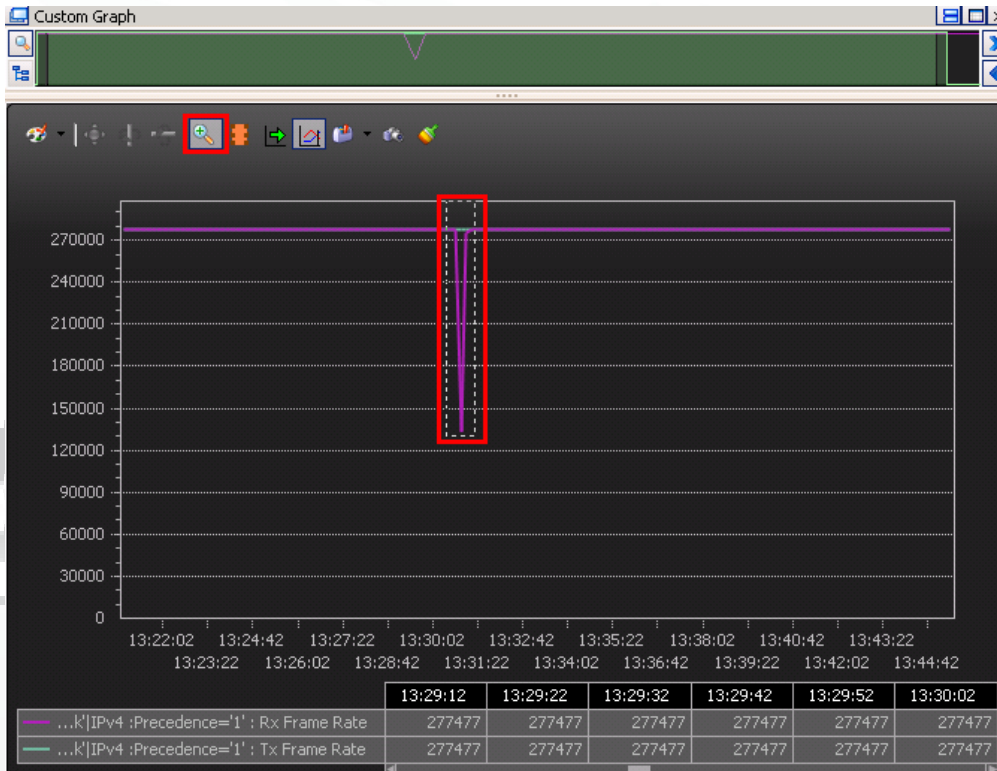 Custom Graph
270000
240000
210000
180000
150000
120000
90000
60000
30000
0
13:22:02 13:24:42 13:27:22 13:30:02 13:32:42 13:35:22 13:38:02 13:40:42 13:43:22
13:23:22 13:26:02 13:28:42 13:31:22 13:34:02 13:36:42 13:39:22 13:42:02 13:44:42
13:29:12 13:29:22 13:29:32 13:29:42 13:29:52 13:30:02
...k'|IPv4 :Precedence='1' : Rx Frame Rate 277477 277477 277477 277477 277477 277477
...k'|IPv4 :Precedence='1' : Tx Frame Rate 277477 277477 277477 277477 277477 277477